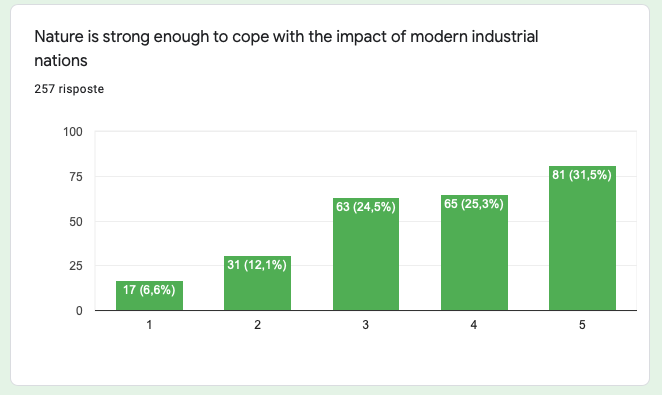 Nature is strong enough to cope with the impact of modern industrial
nations
257 risposte
100
75
50
25
0
17 (6,6%)
31 (12,1%)
63 (24,5%)
65 (25,3%)
81 (31,5%)
1 2 3 4 5